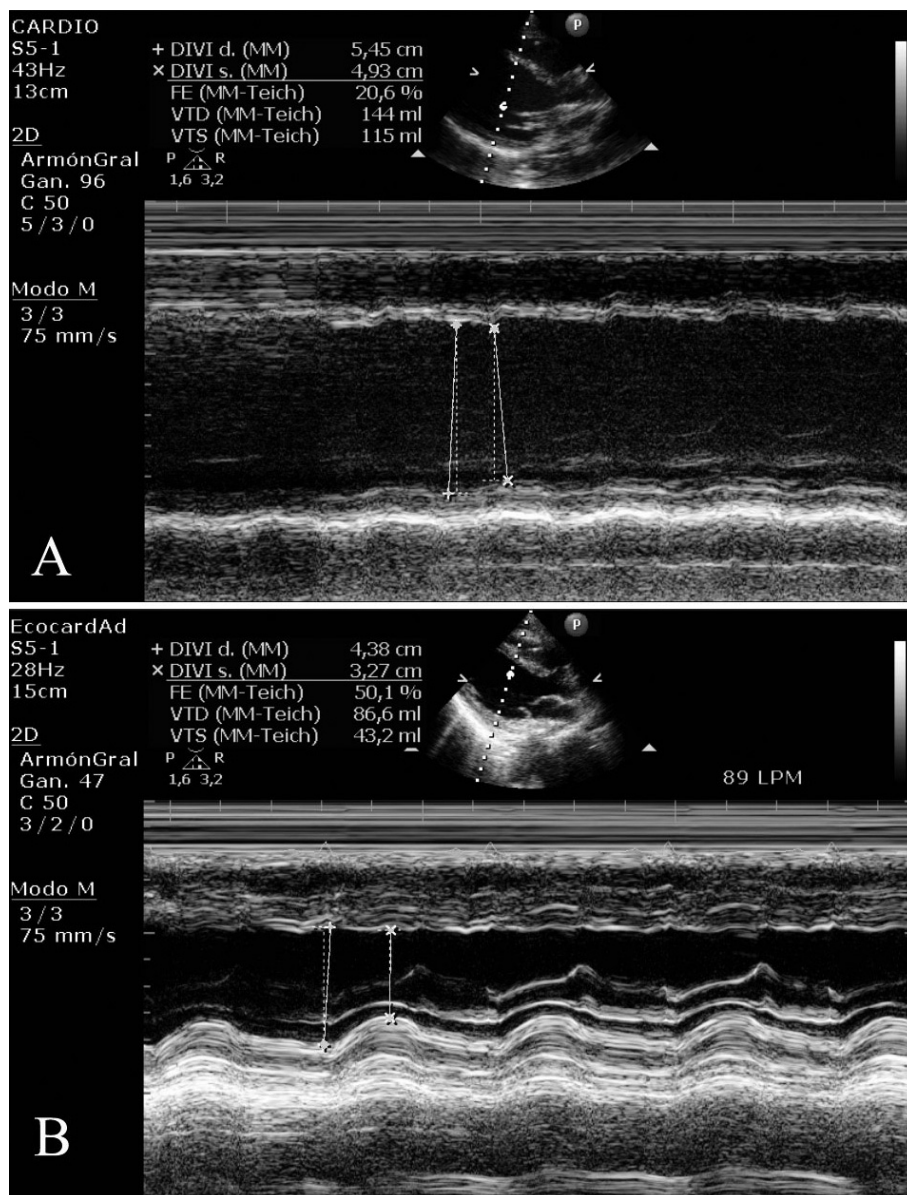 CARDIO
S5-1
43Hz
13cm
2D
ArmónGral
Gan. 96
C 50
5/3/0
Modo M
3/3
75 mm/s
+ DIVI d. (MM) 5,45 cm
× DIVI s. (MM) 4,93 cm
FE (MM-Teich) 20,6 %
VTD (MM-Teich) 144 ml
VTS (MM-Teich) 115 ml
P R
1,6 3,2
P
A
EcocardAd
S5-1
28Hz
15cm
2D
ArmónGral
Gan. 47
C 50
3/2/0
Modo M
3/3
75 mm/s
+ DIVI d. (MM) 4,38 cm
× DIVI s. (MM) 3,27 cm
FE (MM-Teich) 50,1 %
VTD (MM-Teich) 86,6 ml
VTS (MM-Teich) 43,2 ml
P R
1,6 3,2
P
89 LPM
B